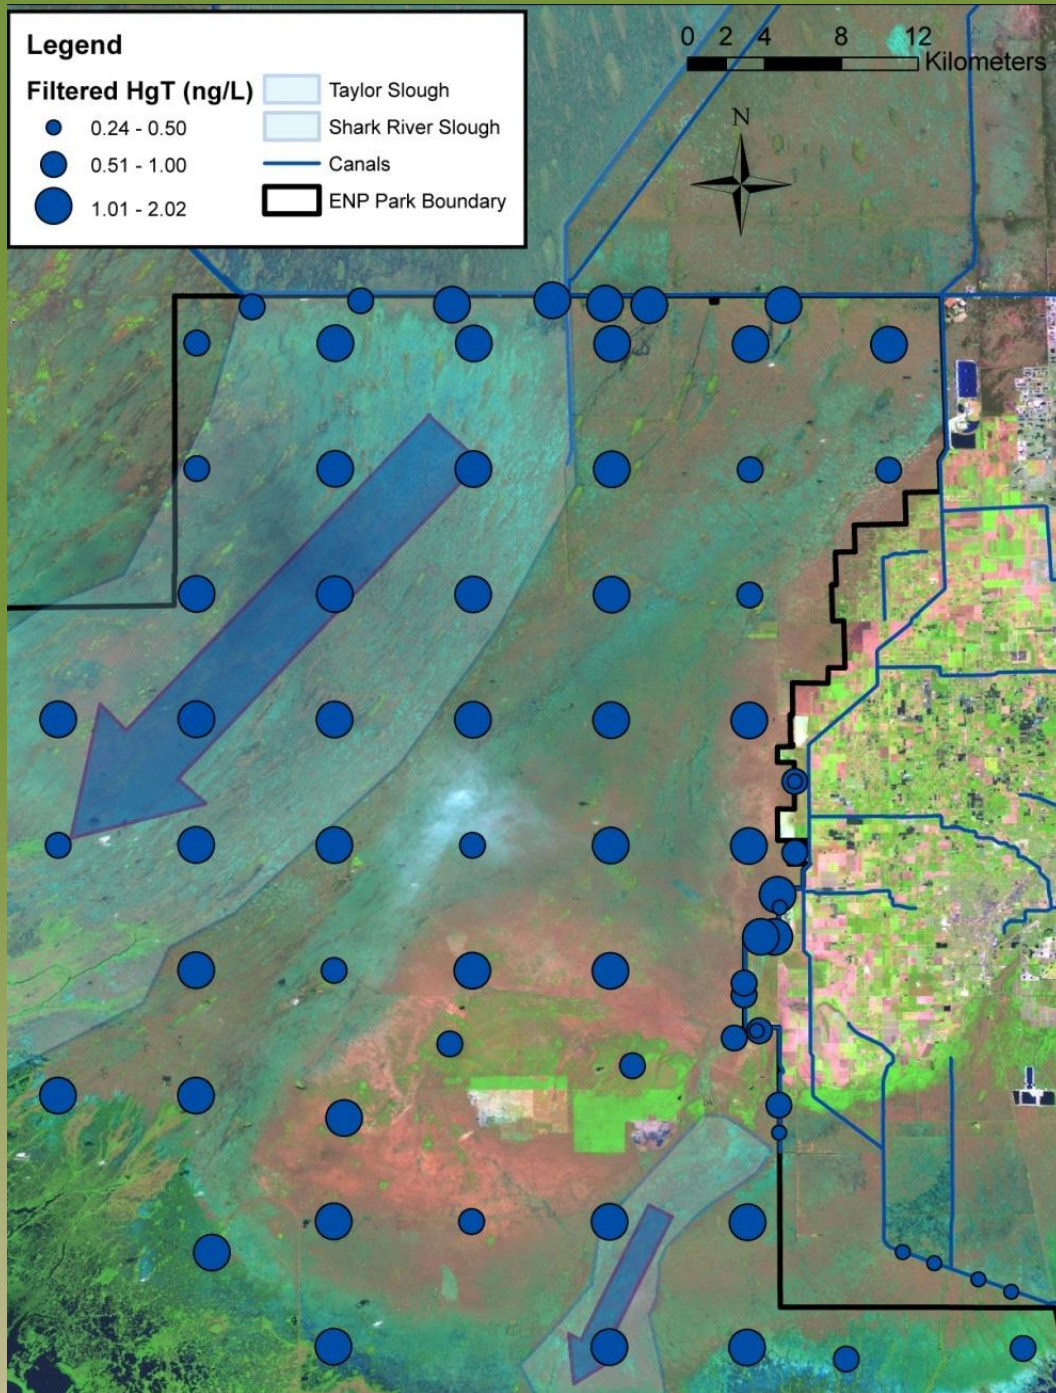 Legend
Filtered HgT (ng/L)
0.24 - 0.50
0.51 - 1.00
1.01 - 2.02
Taylor Slough
Shark River Slough
Canals
ENP Park Boundary
0 2 4 8 12
Kilometers
N